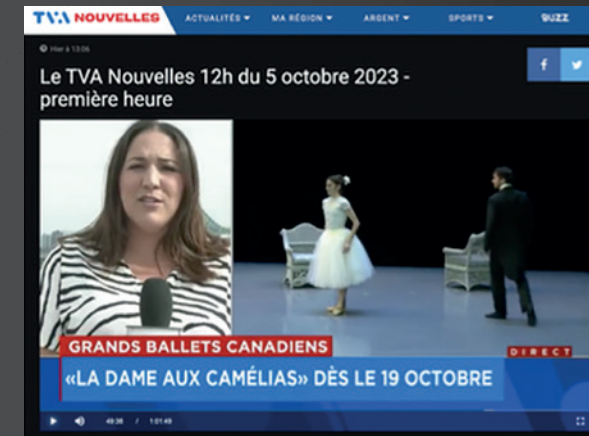 TVA NOUVELLES
ACTUALITÉS MA RÉGION ARGENT SPORTS QUZZ
Hier à 13:06
Le TVA Nouvelles 12h du 5 octobre 2023 -
première heure
GRANDS BALLETS CANADIENS
DIRECT
«LA DAME AUX CAMÉLIAS» DÈS LE 19 OCTOBRE
49:36 / 1:01:49